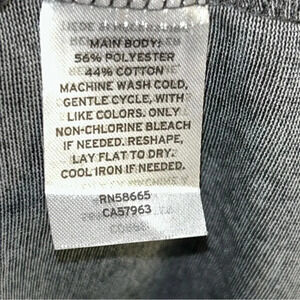 MAIN BODY:
56% POLYESTER
44% COTTON
MACHINE WASH COLD,
GENTLE CYCLE, WITH
LIKE COLORS. ONLY
NON-CHLORINE BLEACH
IF NEEDED. RESHAPE,
LAY FLAT TO DRY.
COOL IRON IF NEEDED.
RN58665
CA57963